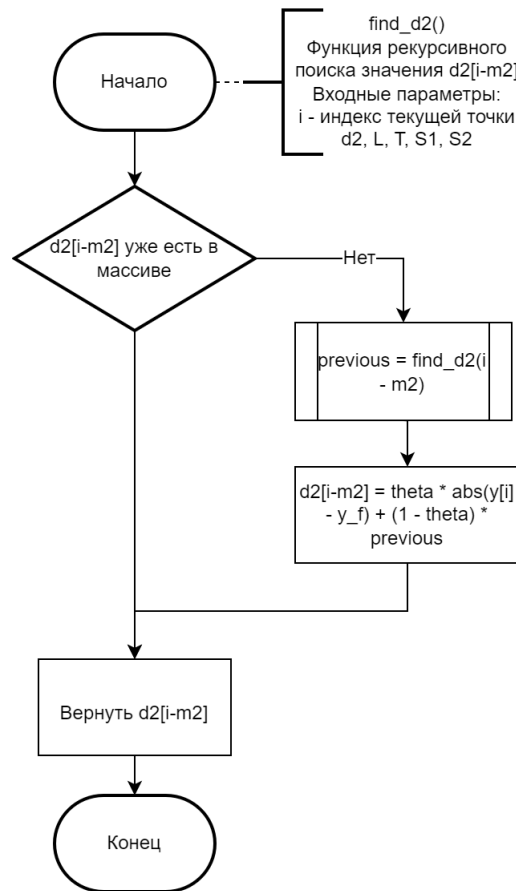 find_d2()
Функция рекурсивного
поиска значения d2[i-m2]
Входные параметры:
i - индекс текущей точки
d2, L, T, S1, S2
Начало
d2[i-m2] уже есть в
массиве
Нет
previous = find_d2(i
- m2)
d2[i-m2] = theta * abs(y[i]
- y_f) + (1 - theta) *
previous
Вернуть d2[i-m2]
Конец